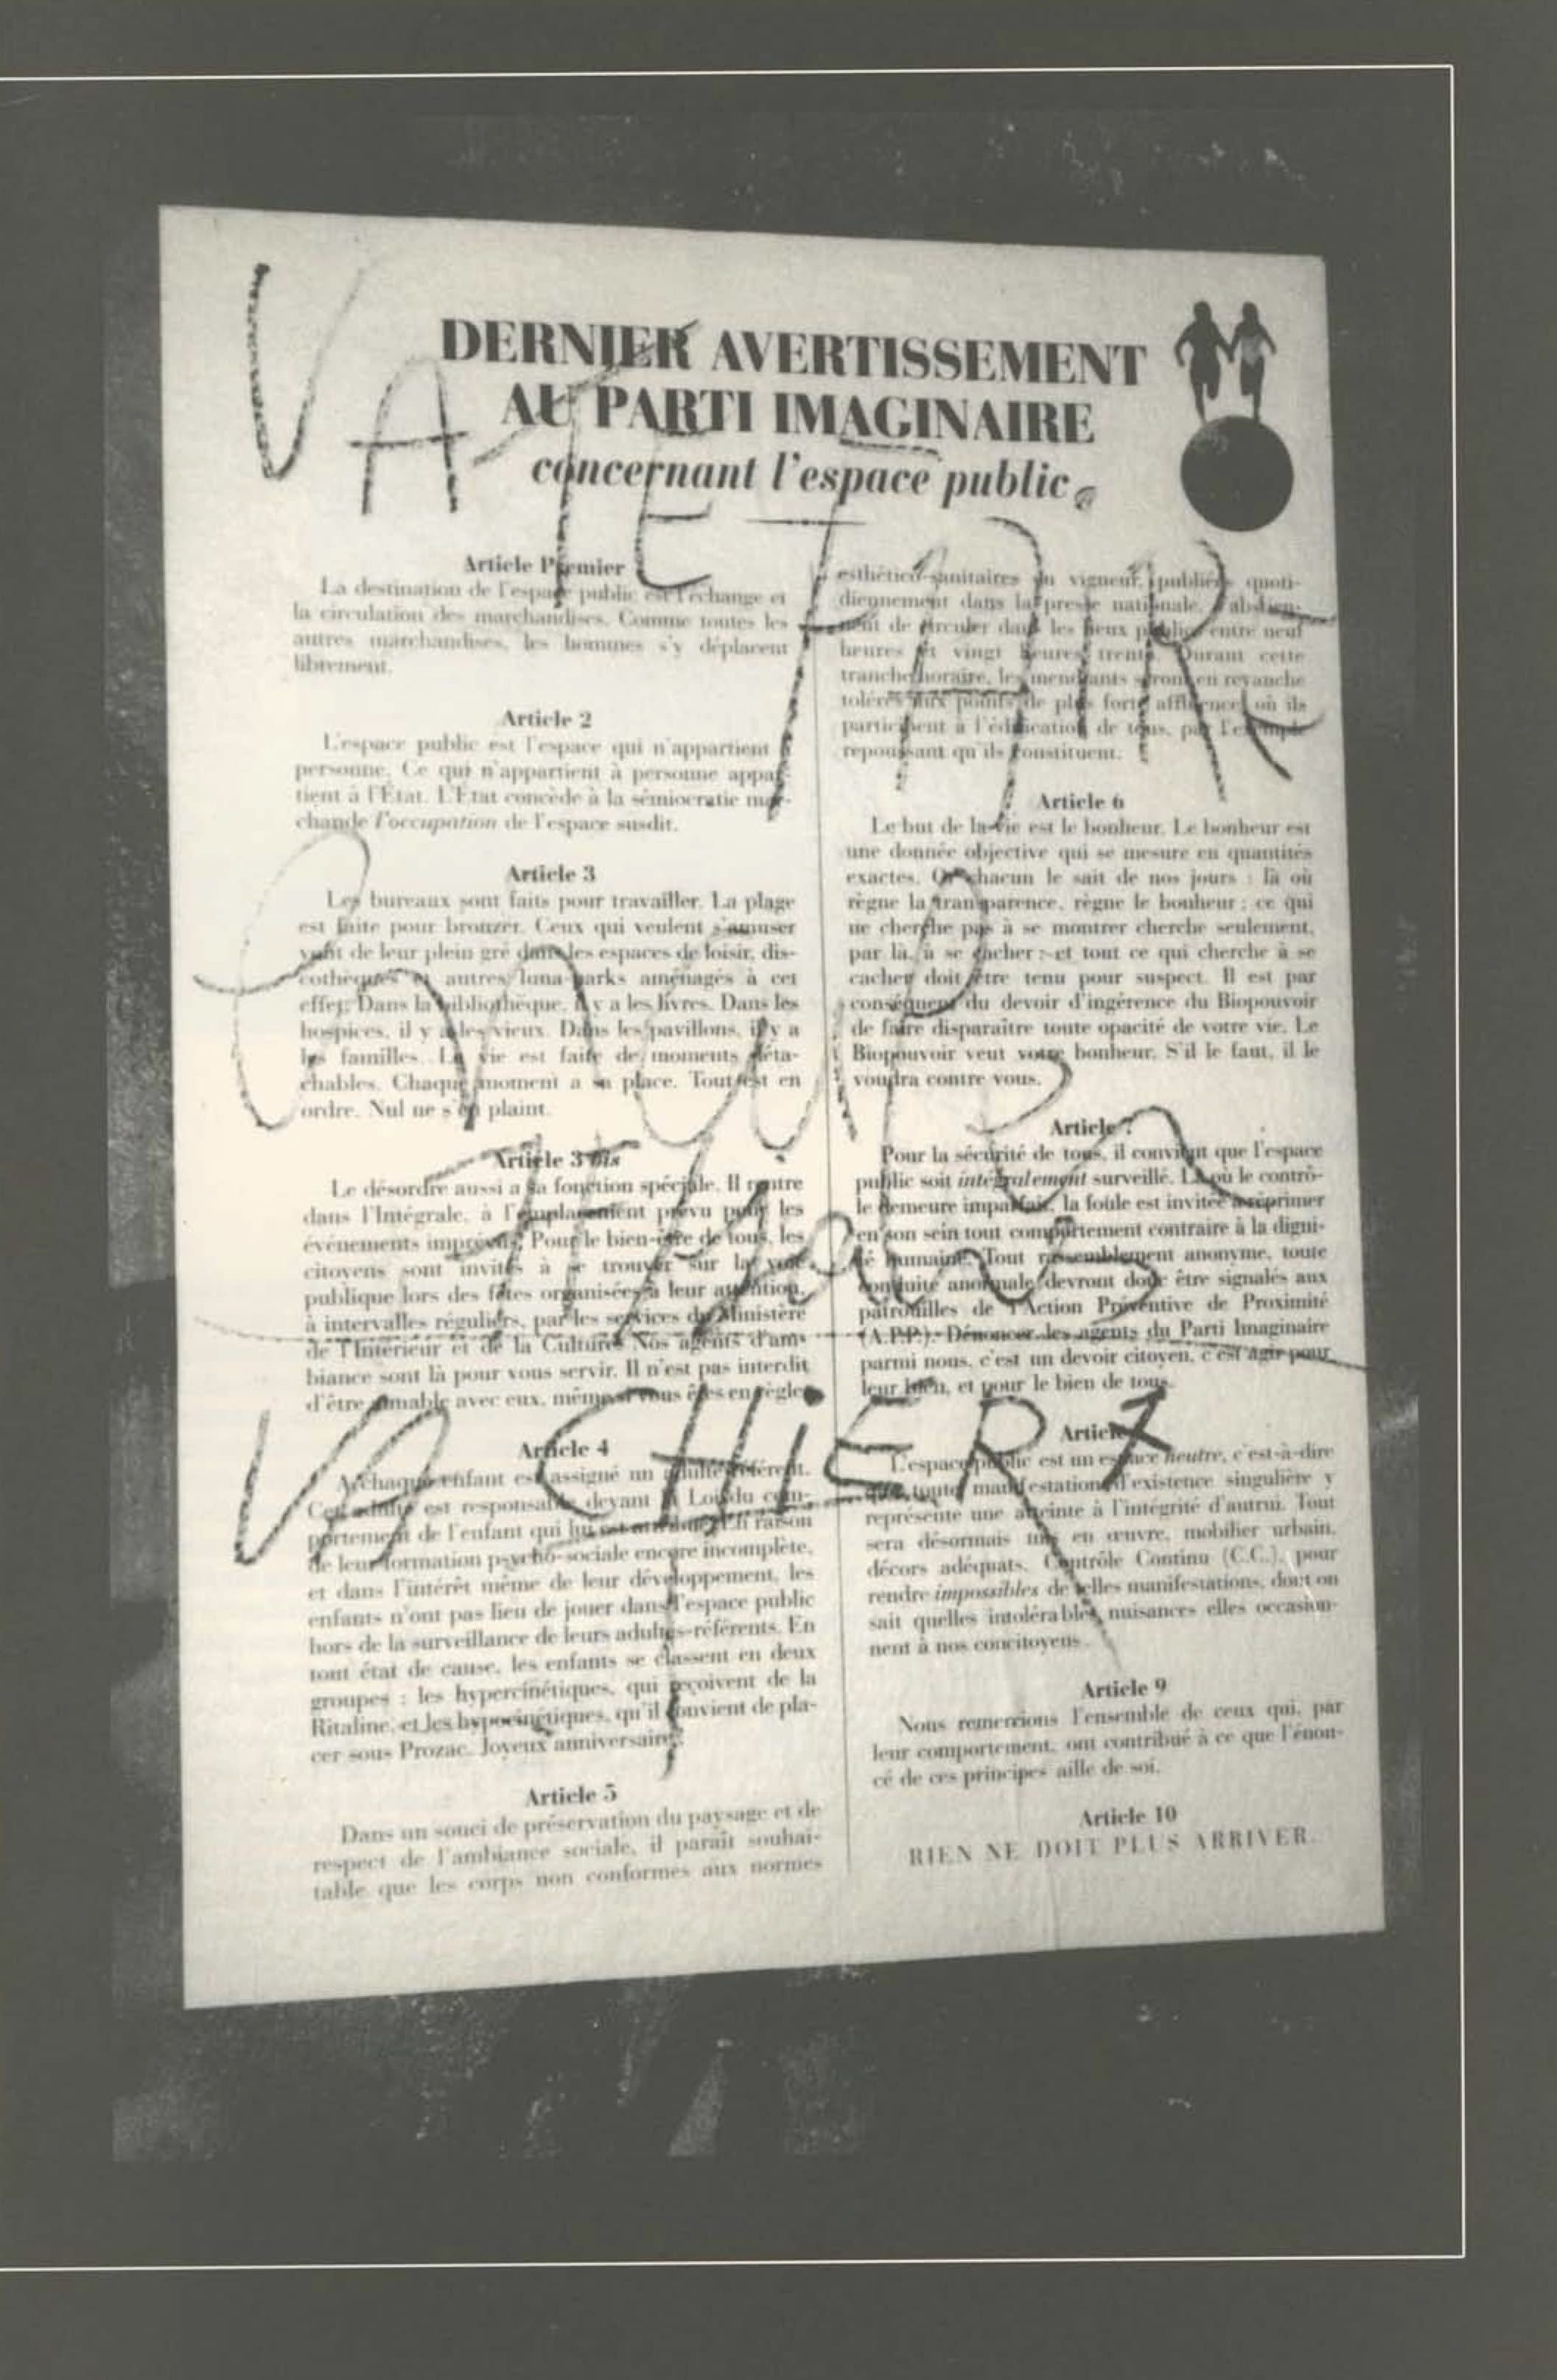 DERNIER AVERTISSEMENT
AU PARTI IMAGINAIRE
concernant l'espace public
Article Premier
La destination de l'espace public est l'échange et
la circulation des marchandises. Comme toutes les
autres marchandises, les hommes s'y déplacent
librement.
Article 2
L'espace public est l'espace qui n'appartient à
personne. Ce qui n'appartient à personne appar-
tient à l'État. L'État concède à la sémiocratie mar-
chande l'occupation de l'espace susdit.
Article 3
Les bureaux sont faits pour travailler. La plage
est faite pour bronzer. Ceux qui veulent s'amuser
vont de leur plein gré dans les espaces de loisir, dis-
cothèques et autres luna-parks aménagés à cet
effet. Dans la bibliothèque, il y a les livres. Dans les
hospices, il y a les vieux. Dans les pavillons, il y a
les familles. La vie est faite de moments déta-
chables. Chaque moment a sa place. Tout est en
ordre. Nul ne s'en plaint.
Article 3 bis
Le désordre aussi a sa fonction spéciale. Il rentre
dans l'Intégrale, à l'emplacement prévu pour les
événements imprévus. Pour le bien-être de tous, les
citoyens sont invités à se trouver sur la voie
publique lors des fêtes organisées à leur attention,
à intervalles réguliers, par les services du Ministère
de l'Intérieur et de la Culture. Nos agents d'am-
biance sont là pour vous servir. Il n'est pas interdit
d'être aimable avec eux, même si vous êtes en règle.
Article 4
A chaque enfant est assigné un adulte-référent.
Cet adulte est responsable devant la Loi du com-
portement de l'enfant qui lui est attribué. En raison
de leur formation psycho-sociale encore incomplète,
et dans l'intérêt même de leur développement, les
enfants n'ont pas lieu de jouer dans l'espace public
hors de la surveillance de leurs adultes-référents. En
tout état de cause, les enfants se classent en deux
groupes : les hypercinétiques, qui reçoivent de la
Ritaline, et les hypocinétiques, qu'il convient de pla-
cer sous Prozac. Joyeux anniversaire.
Article 5
Dans un souci de préservation du paysage et de
respect de l'ambiance sociale, il paraît souhai-
table que les corps non conformes aux normes
esthético-sanitaires en vigueur, publiées quoti-
diennement dans la presse nationale, s'abstien-
nent de circuler dans les lieux publics entre neuf
heures et vingt heures trente. Durant cette
tranche horaire, les mendiants seront en revanche
tolérés aux points de plus forte affluence, où ils
participent à l'édification de tous, par l'exemple
repoussant qu'ils constituent.
Article 6
Le but de la vie est le bonheur. Le bonheur est
une donnée objective qui se mesure en quantités
exactes. Or chacun le sait de nos jours : là où
règne la transparence, règne le bonheur ; ce qui
ne cherche pas à se montrer cherche seulement,
par là, à se cacher ; et tout ce qui cherche à se
cacher doit être tenu pour suspect. Il est par
conséquent du devoir d'ingérence du Biopouvoir
de faire disparaître toute opacité de votre vie. Le
Biopouvoir veut votre bonheur. S'il le faut, il le
voudra contre vous.
Article 7
Pour la sécurité de tous, il convient que l'espace
public soit intégralement surveillé. Là où le contrô-
le demeure imparfait, la foule est invitée à réprimer
en son sein tout comportement contraire à la digni-
té humaine. Tout rassemblement anonyme, toute
conduite anormale devront donc être signalés aux
patrouilles de l'Action Préventive de Proximité
(A.P.P.). Dénoncer les agents du Parti Imaginaire
parmi nous, c'est un devoir citoyen, c'est agir pour
leur bien, et pour le bien de tous.
Article
L'espace public est un espace neutre, c'est-à-dire
que toute manifestation d'existence singulière y
représente une atteinte à l'intégrité d'autrui. Tout
sera désormais mis en œuvre, mobilier urbain,
décors adéquats, Contrôle Continu (C.C.), pour
rendre impossibles de telles manifestations, dont on
sait quelles intolérables nuisances elles occasion-
nent à nos concitoyens.
Article 9
Nous remercions l'ensemble de ceux qui, par
leur comportement, ont contribué à ce que l'énon-
cé de ces principes aille de soi.
Article 10
RIEN NE DOIT PLUS ARRIVER.
VA TE FAIRE
VA CHIER